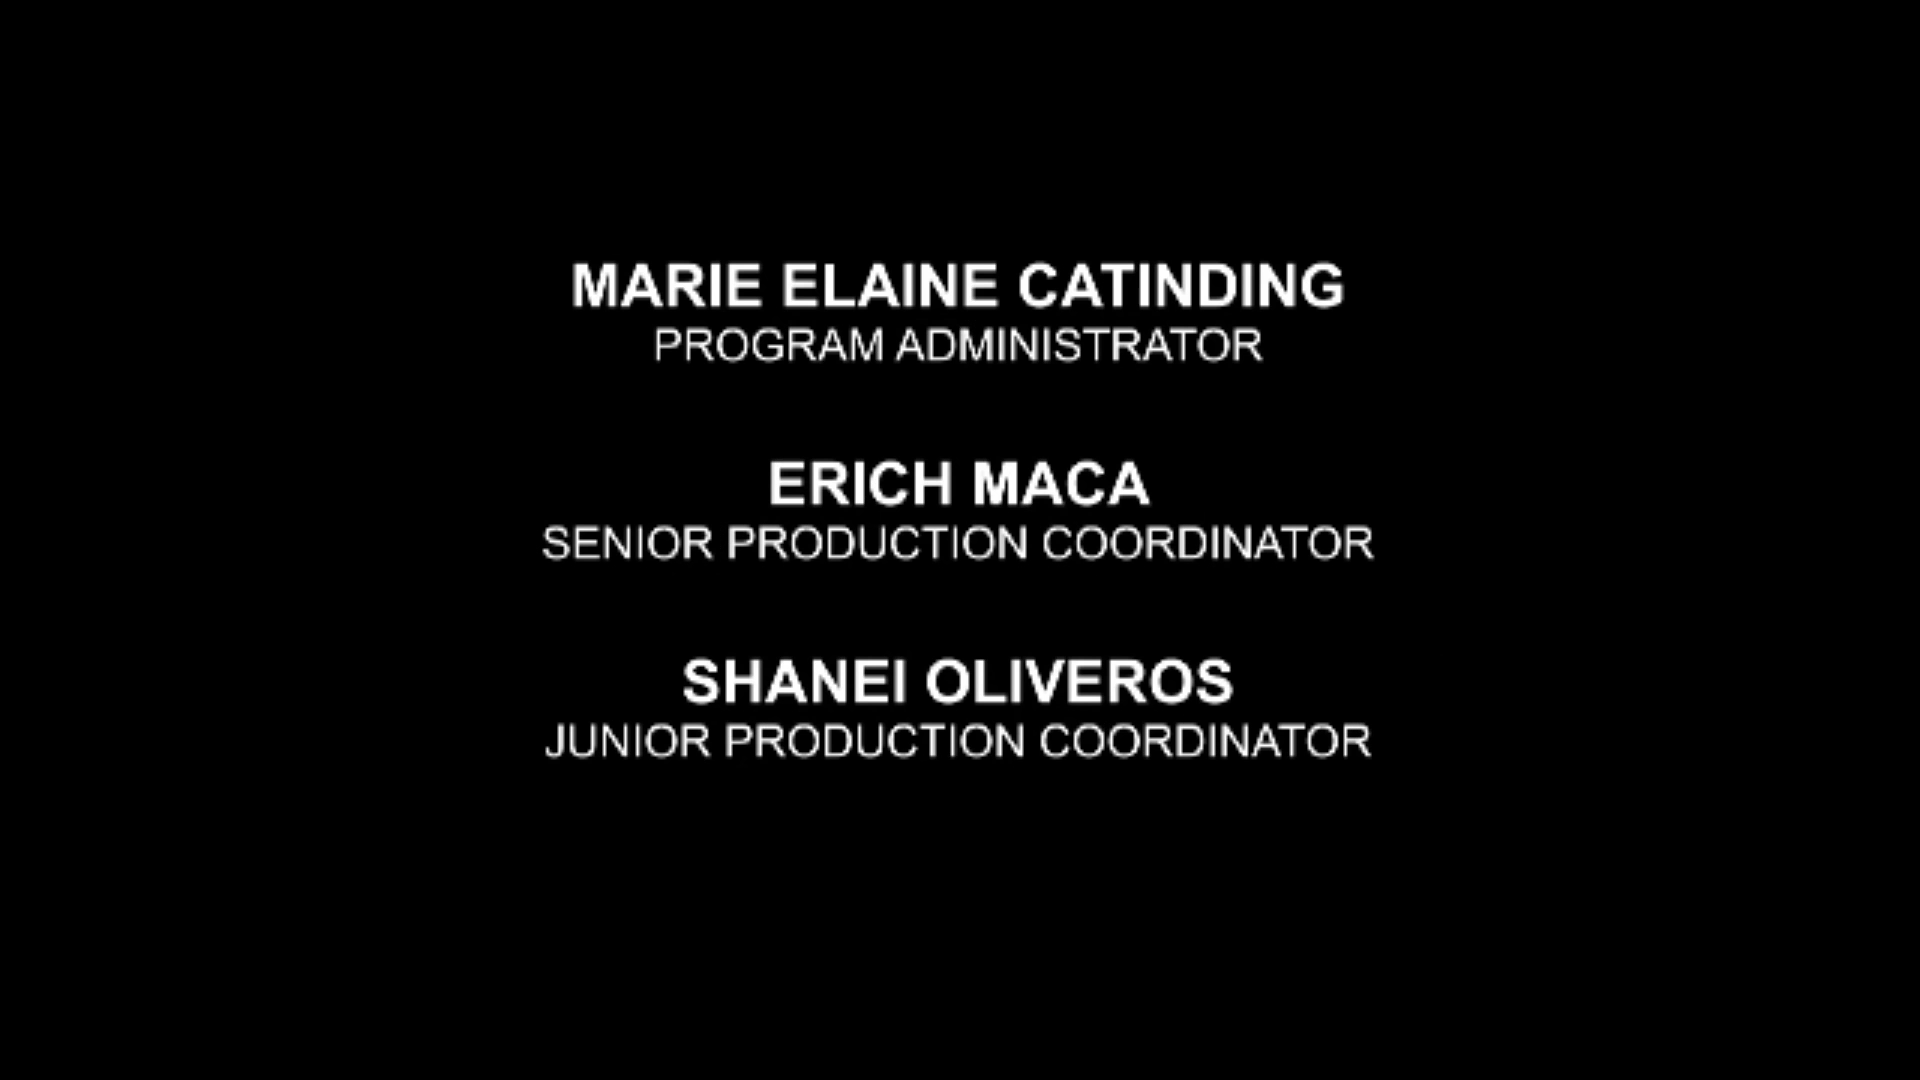 MARIE ELAINE CATINDING
PROGRAM ADMINISTRATOR
ERICH MACA
SENIOR PRODUCTION COORDINATOR
SHANEI OLIVEROS
JUNIOR PRODUCTION COORDINATOR